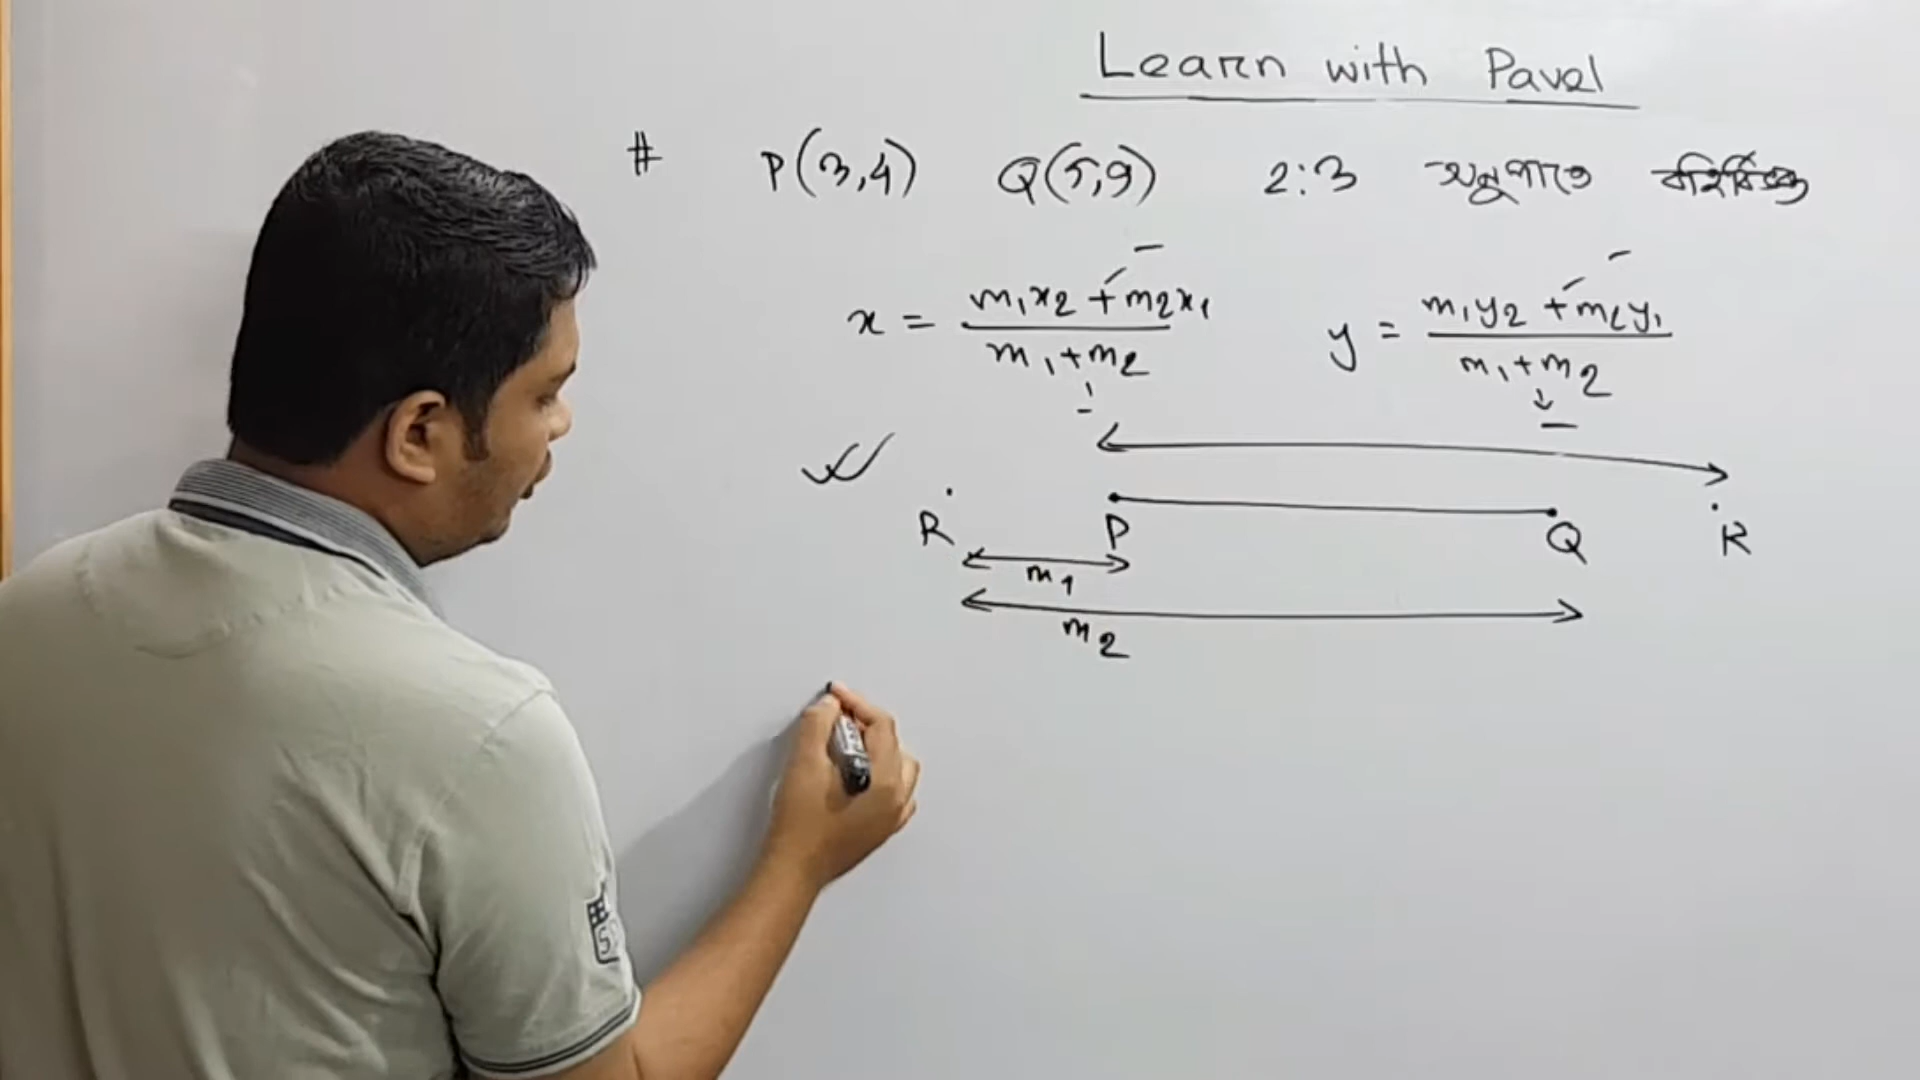 Learn with Pavel
# P(3,4) Q(5,9) 2:3 অনুপাতে বহির্বিভক্ত
x = (m₁x₂ + m₂x₁) / (m₁ + m₂) y = (m₁y₂ + m₂y₁) / (m₁ + m₂)
R P Q R
m₁
m₂